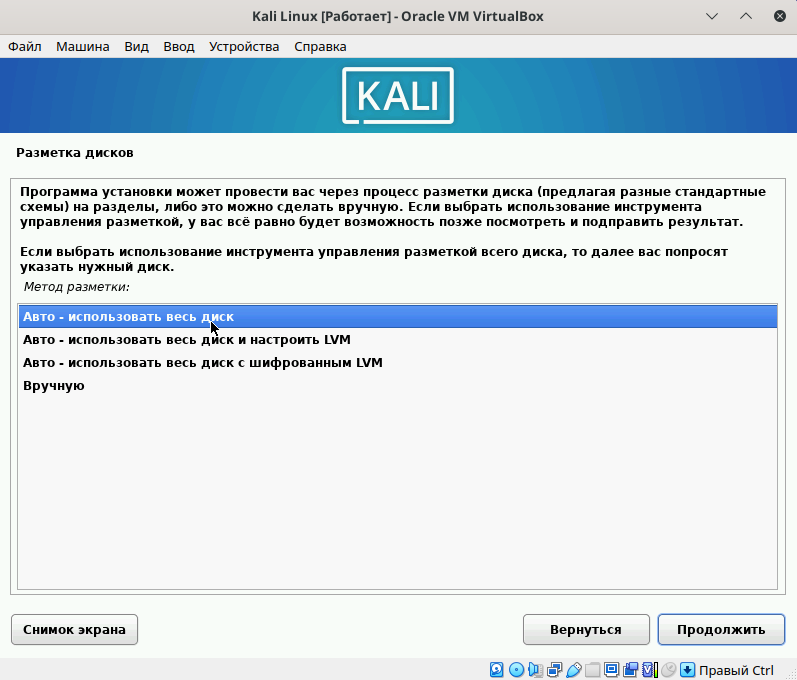 Kali Linux [Работает] - Oracle VM VirtualBox
Файл Машина Вид Ввод Устройства Справка
KALI
Разметка дисков
Программа установки может провести вас через процесс разметки диска (предлагая разные стандартные
схемы) на разделы, либо это можно сделать вручную. Если выбрать использование инструмента
управления разметкой, у вас всё равно будет возможность позже посмотреть и подправить результат.
Если выбрать использование инструмента управления разметкой всего диска, то далее вас попросят
указать нужный диск.
Метод разметки:
Авто - использовать весь диск
Авто - использовать весь диск и настроить LVM
Авто - использовать весь диск с шифрованным LVM
Вручную
Снимок экрана Вернуться Продолжить
Правый Ctrl